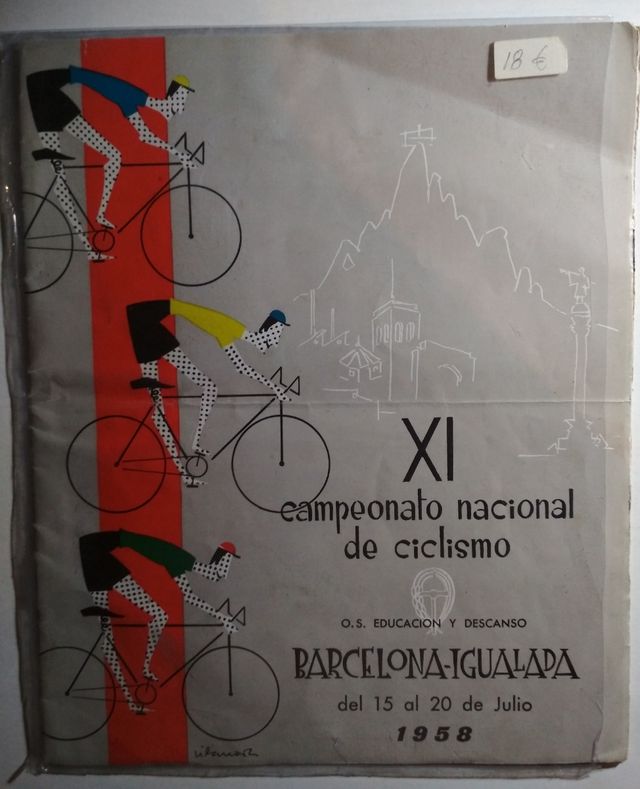 18 €
XI
campeonato nacional
de ciclismo
O.S. EDUCACION Y DESCANSO
BARCELONA-IGUALADA
del 15 al 20 de Julio
1958